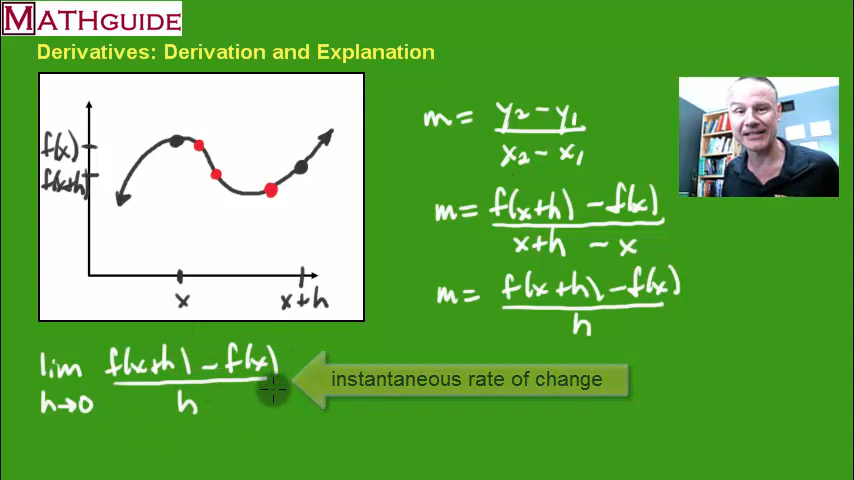 MATHGUIDE
Derivatives: Derivation and Explanation
f(x)
f(x+h)
x
x+h
m = y2 - y1
x2 - x1
m = f(x+h) - f(x)
x+h - x
m = f(x+h) - f(x)
h
lim f(x+h) - f(x)
h→0 h
instantaneous rate of change